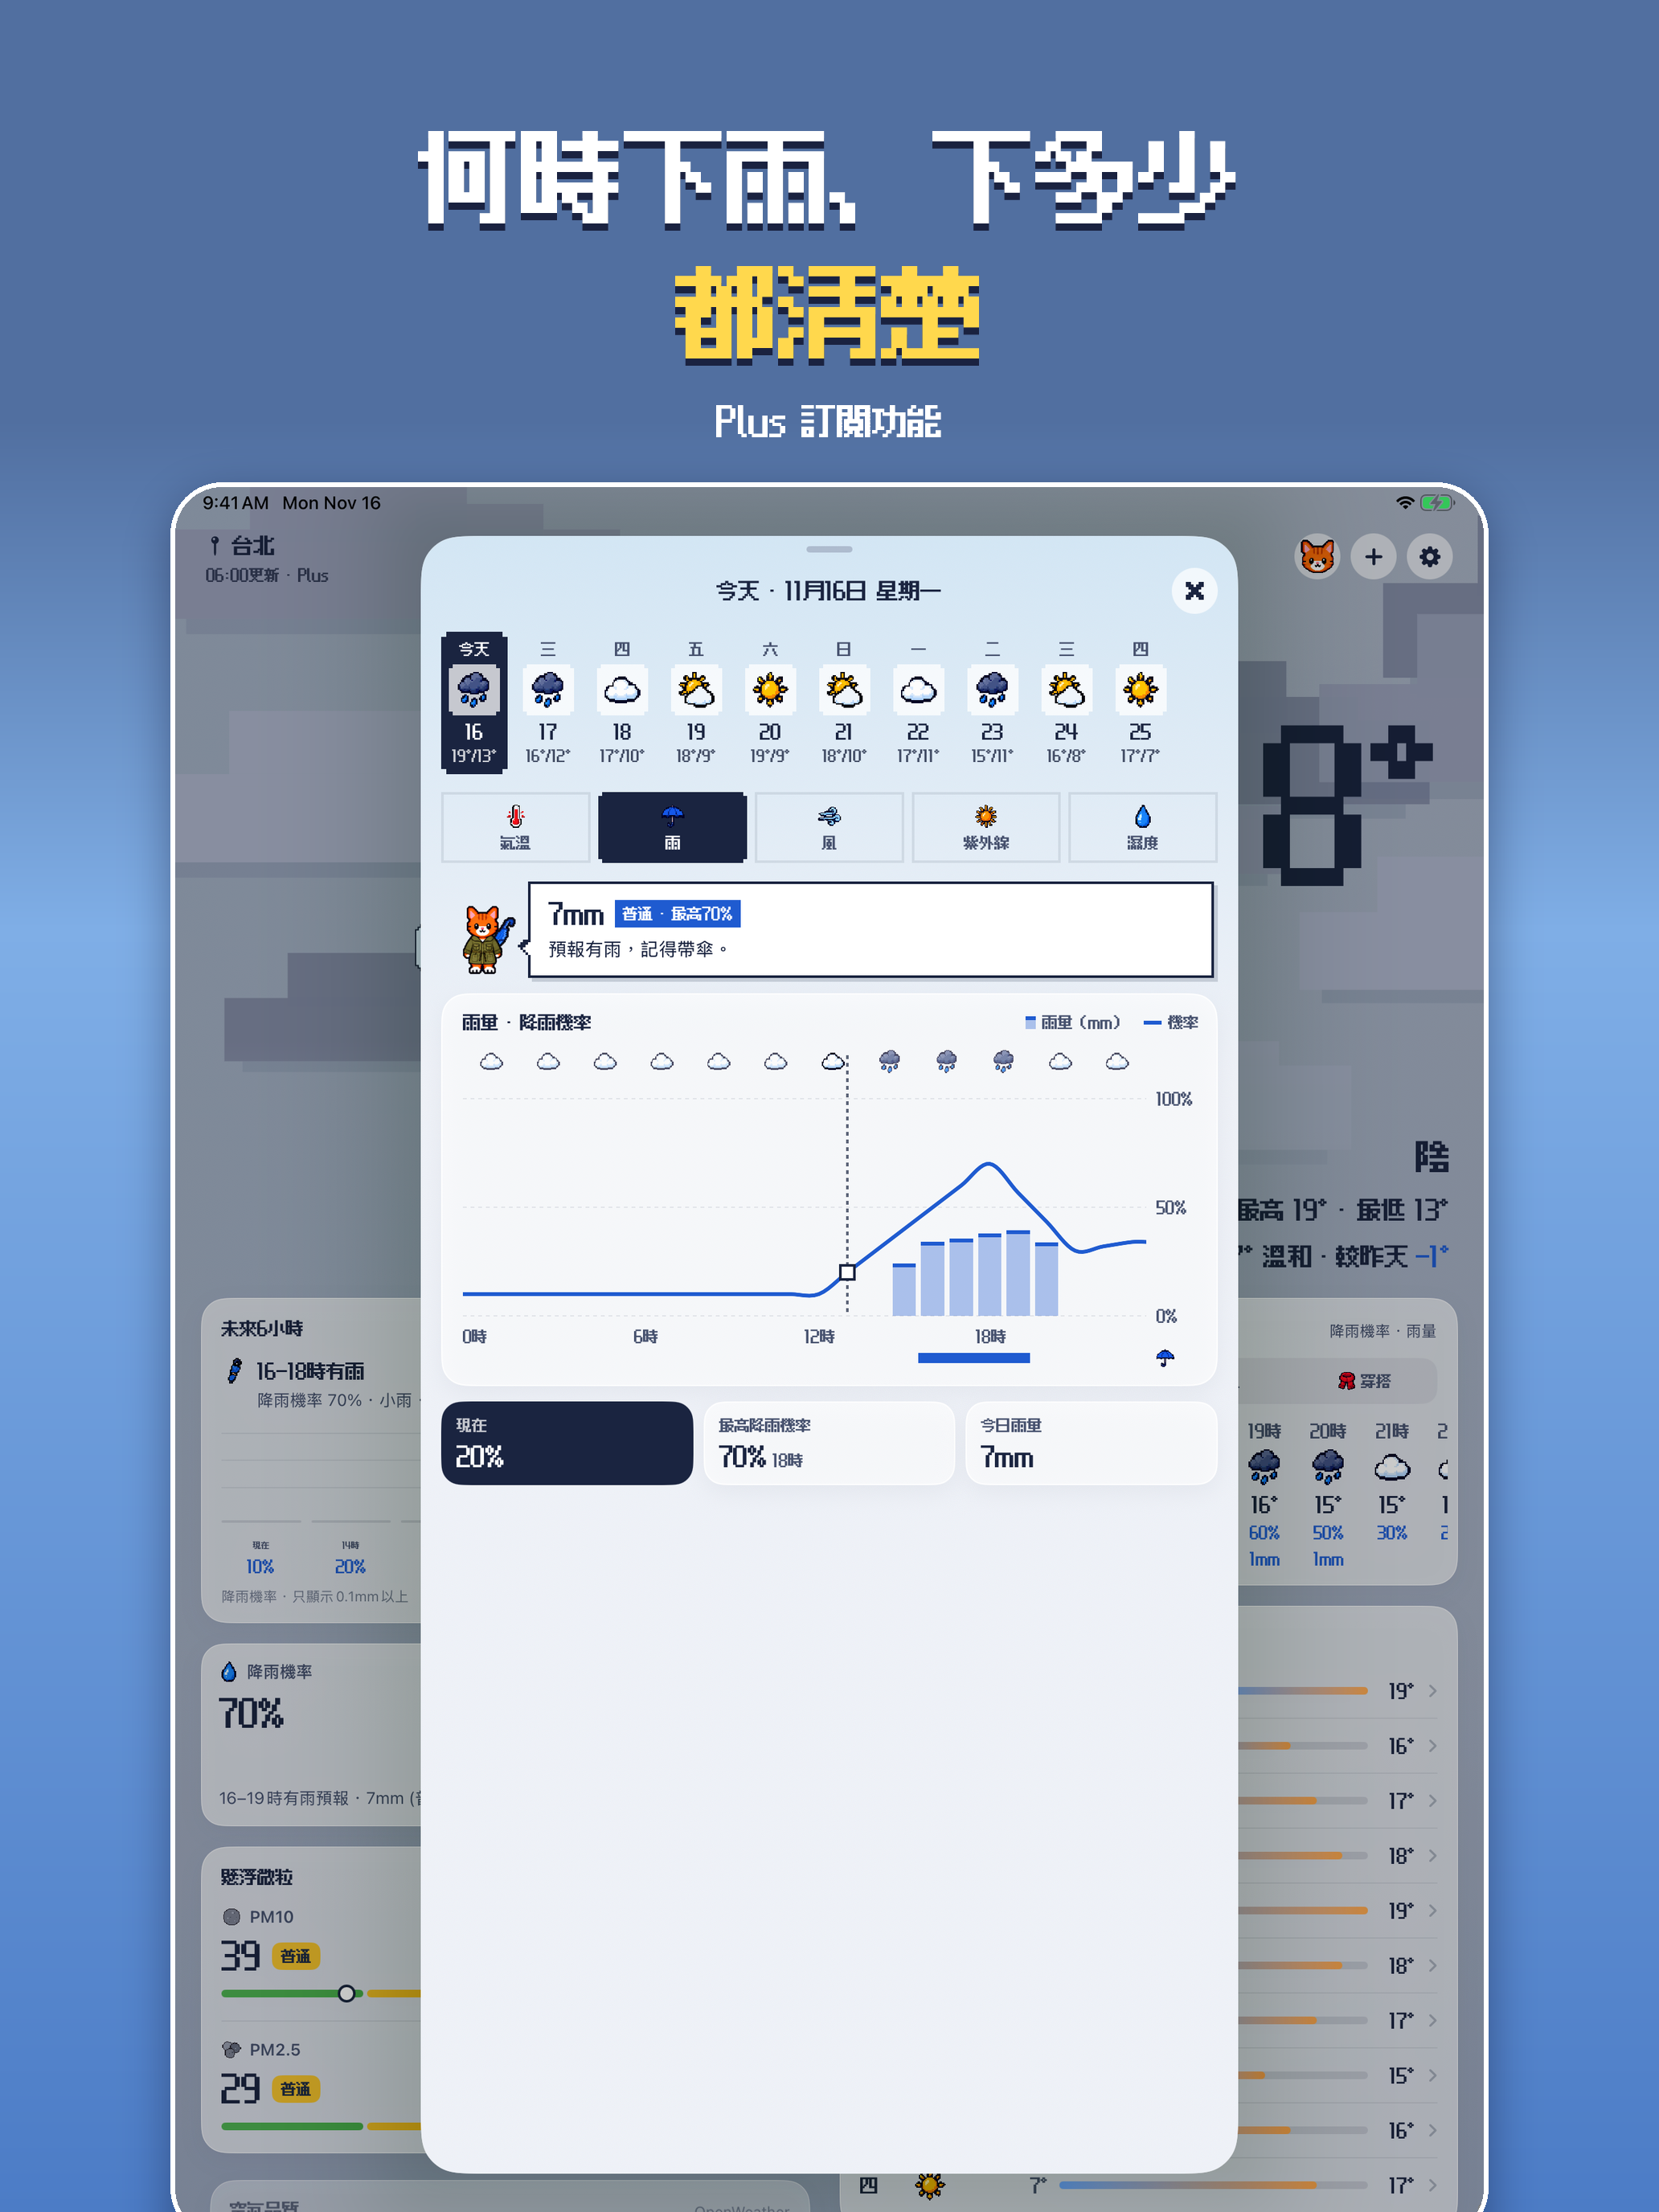 何時下雨、下多少
都清楚
Plus 訂閱功能
9:41 AM Mon Nov 16
台北
06:00更新 · Plus
今天 · 11月16日 星期一
今天 三 四 五 六 日 一 二 三 四
16 17 18 19 20 21 22 23 24 25
19°/13° 16°/12° 17°/10° 18°/9° 19°/9° 18°/10° 17°/11° 15°/11° 16°/8° 17°/7°
氣溫 雨 風 紫外線 濕度
7mm 普通 · 最高70%
預報有雨，記得帶傘。
雨量 · 降雨機率
雨量（mm） 機率
100%
50%
0%
0時 6時 12時 18時
現在
20%
最高降雨機率
70% 18時
今日雨量
7mm
8°
陰
最高 19° · 最低 13°
溫和 · 較昨天 -1°
未來6小時
16-18時有雨
降雨機率 70% · 小雨 ·
現在 14時
10% 20%
降雨機率 · 只顯示 0.1mm 以上
降雨機率
70%
16–19 時有雨預報 · 7mm
懸浮微粒
PM10
39 普通
PM2.5
29 普通
空氣品質
OpenWeather
降雨機率 · 雨量
穿搭
19時 20時 21時 2
16° 15° 15° 1
60% 50% 30% 2
1mm 1mm
19°
16°
17°
18°
19°
18°
17°
15°
16°
四 7° 17°